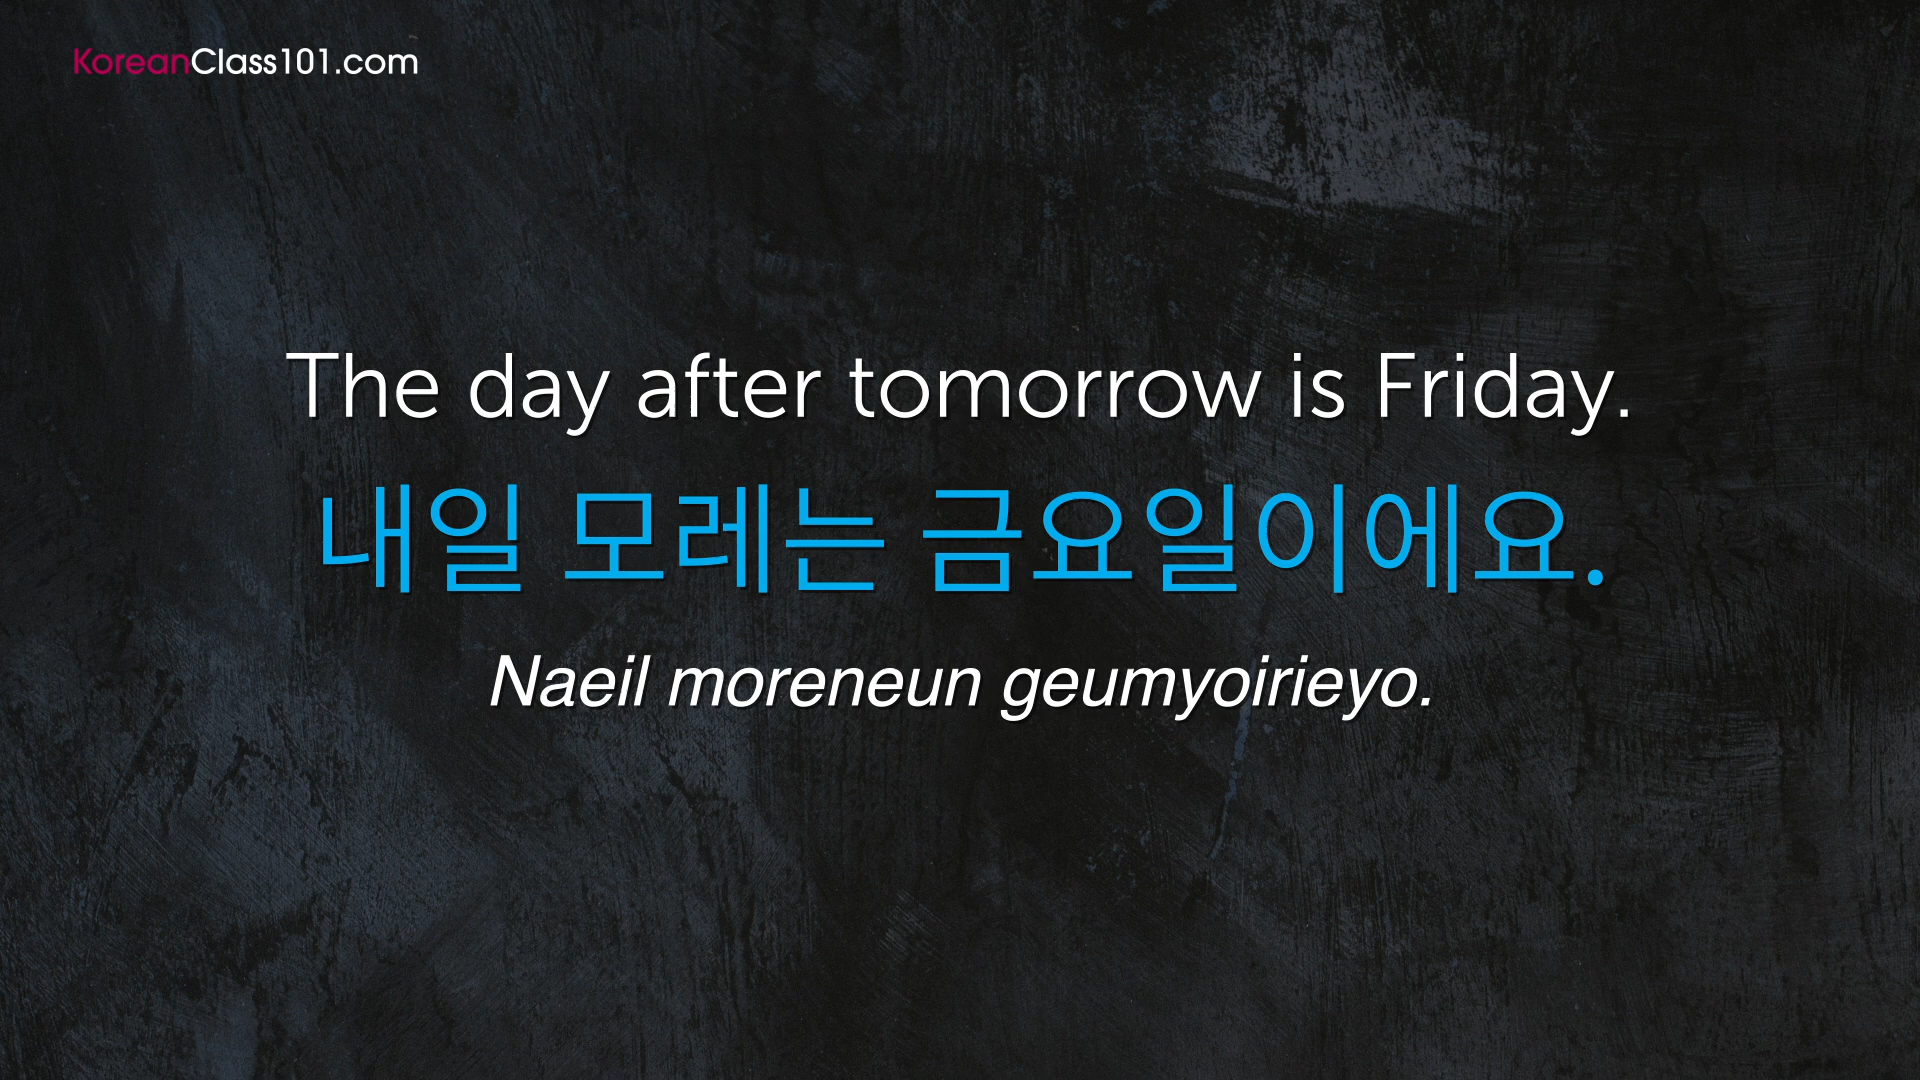 KoreanClass101.com
The day after tomorrow is Friday.
내일 모레는 금요일이에요.
Naeil moreneun geumyoirieyo.